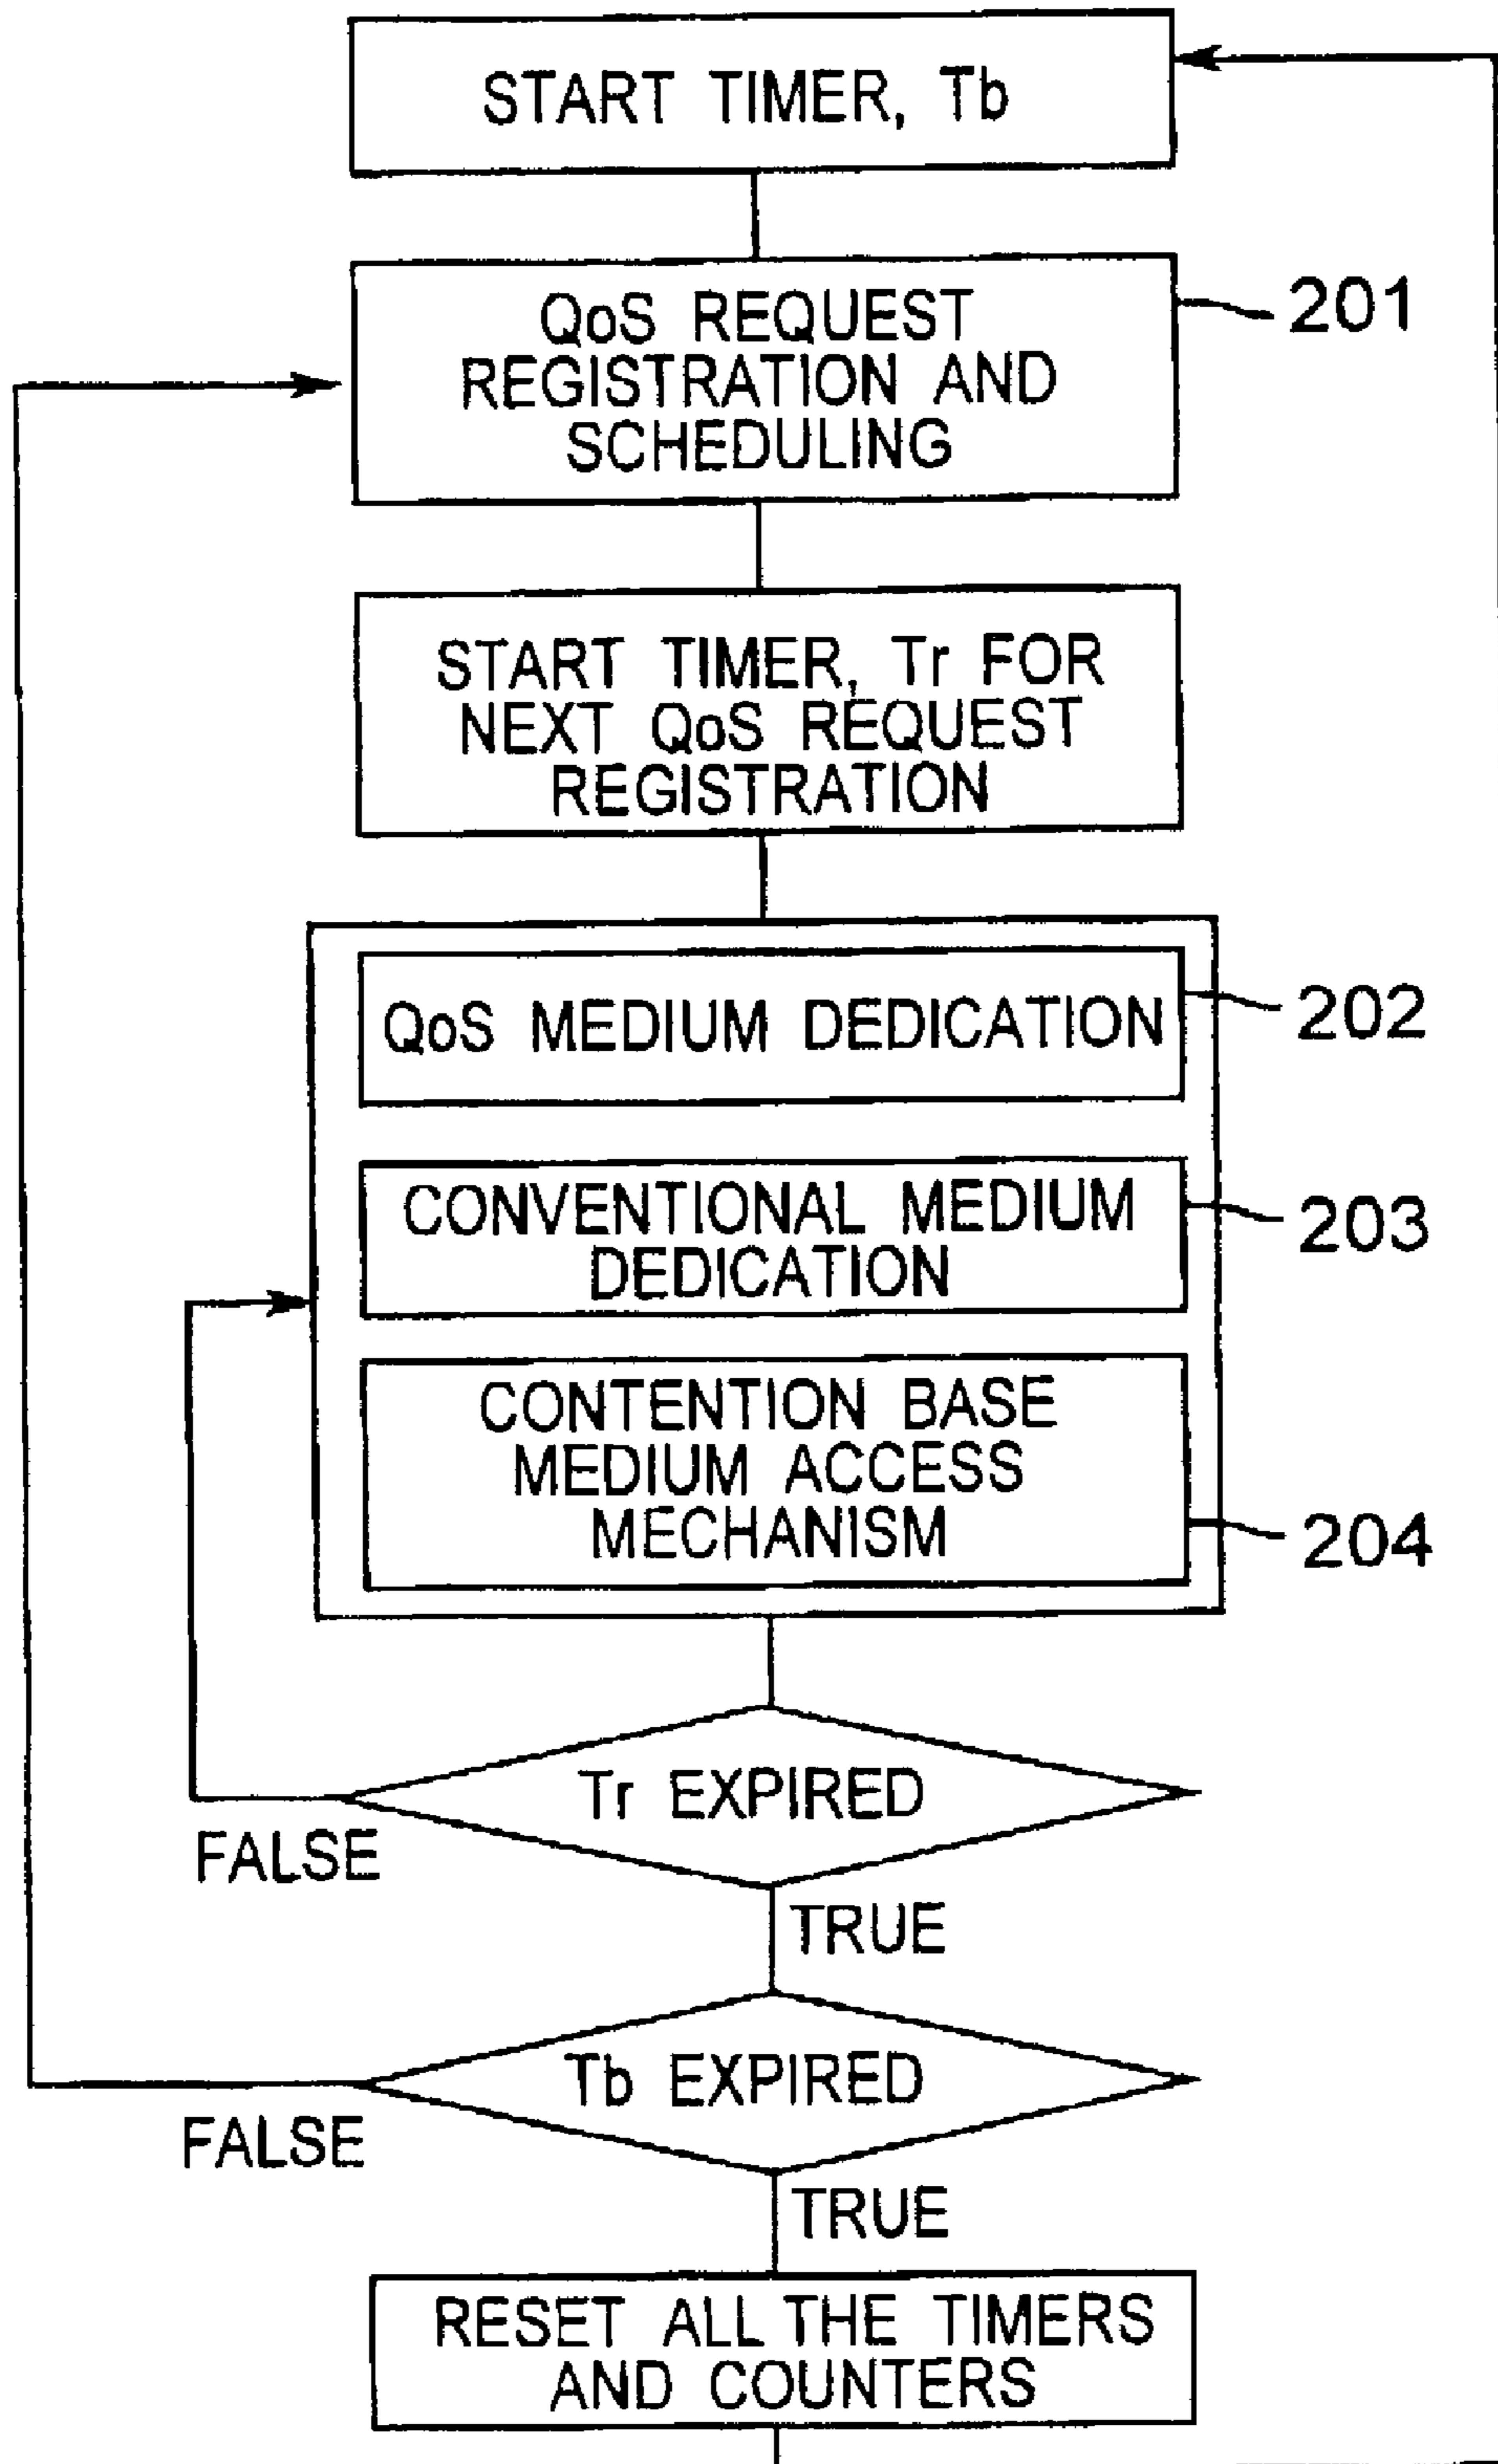 START TIMER, Tb
QoS REQUEST
REGISTRATION AND
SCHEDULING
201
START TIMER, Tr FOR
NEXT QoS REQUEST
REGISTRATION
QoS MEDIUM DEDICATION
202
CONVENTIONAL MEDIUM
DEDICATION
203
CONTENTION BASE
MEDIUM ACCESS
MECHANISM
204
Tr EXPIRED
FALSE
TRUE
Tb EXPIRED
FALSE
TRUE
RESET ALL THE TIMERS
AND COUNTERS